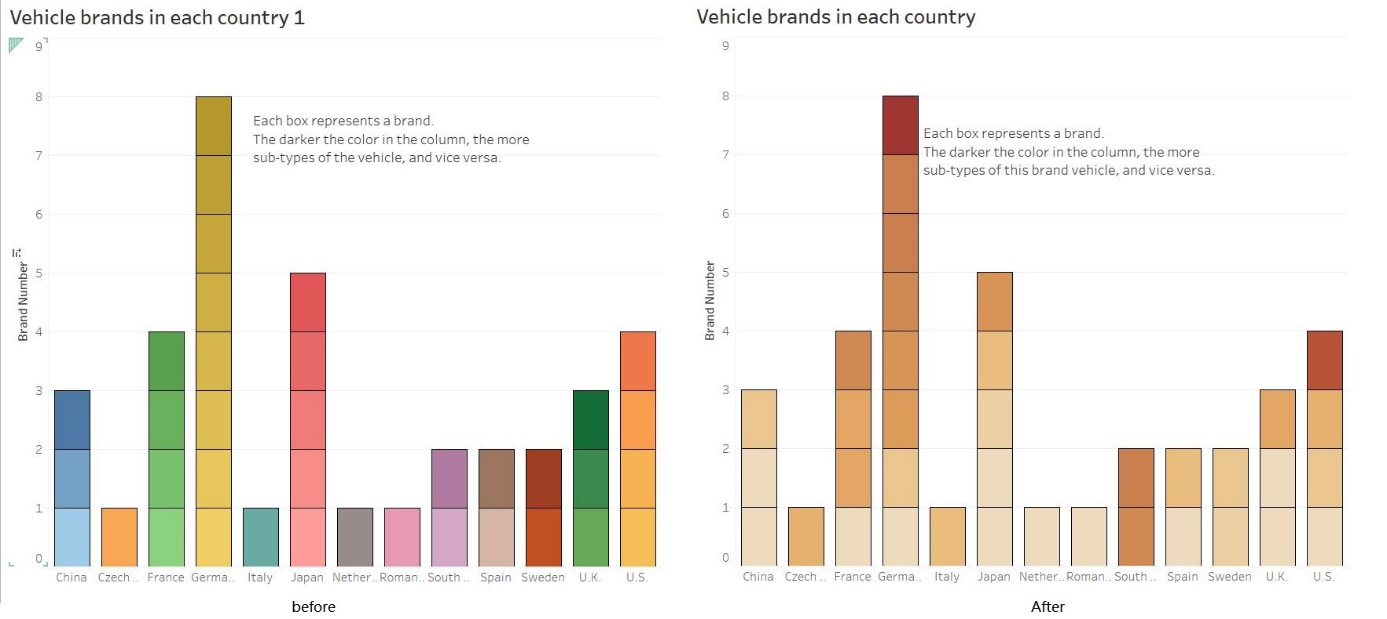 Vehicle brands in each country 1
9
8
7
6
5
4
3
2
1
0
Brand Number
Each box represents a brand.
The darker the color in the column, the more
sub-types of the vehicle, and vice versa.
China Czech .. France Germa.. Italy Japan Nether.. Roman.. South .. Spain Sweden U.K. U.S.
before
Vehicle brands in each country
9
8
7
6
5
4
3
2
1
0
Brand Number
Each box represents a brand.
The darker the color in the column, the more
sub-types of this brand vehicle, and vice versa.
China Czech .. France Germa.. Italy Japan Nether.. Roman.. South .. Spain Sweden U.K. U.S.
After